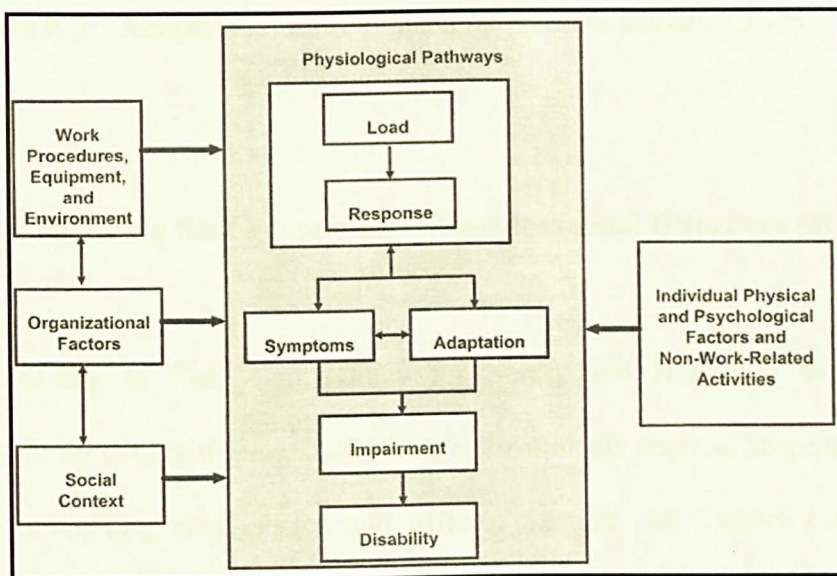 Physiological Pathways
Load
Response
Work
Procedures,
Equipment,
and
Environment
Organizational
Factors
Social
Context
Symptoms
Adaptation
Impairment
Disability
Individual Physical
and Psychological
Factors and
Non-Work-Related
Activities